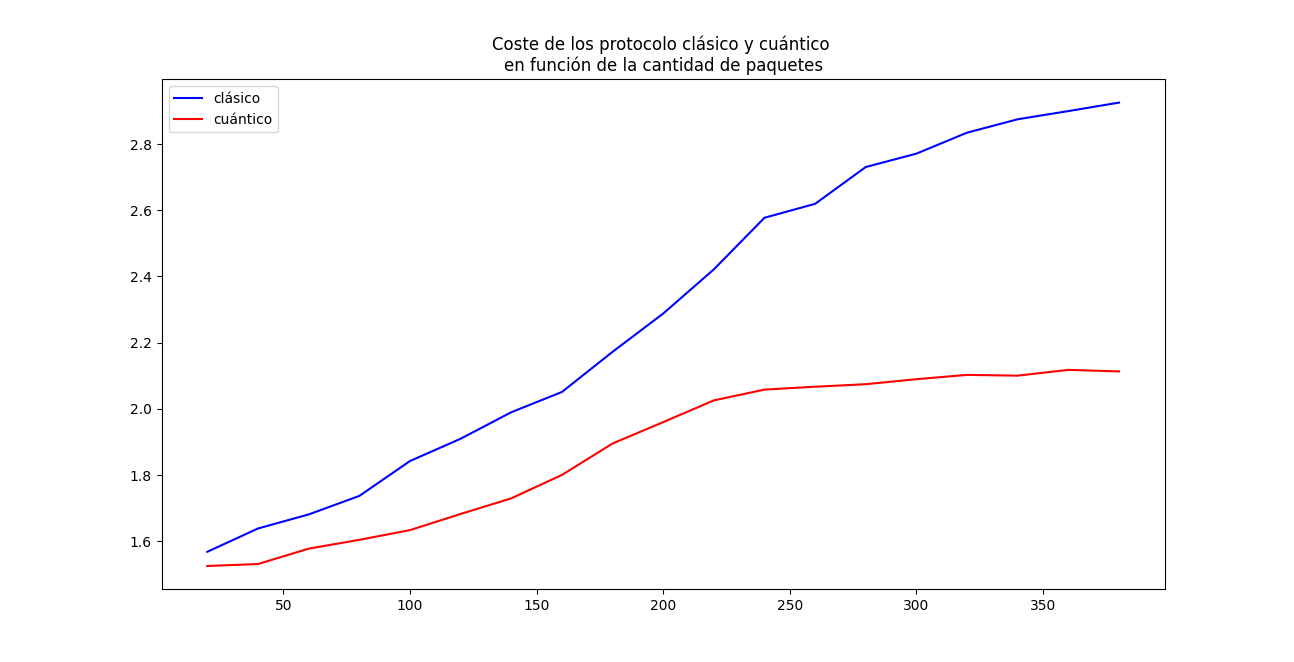 Coste de los protocolo clásico y cuántico
en función de la cantidad de paquetes
clásico
cuántico
2.8
2.6
2.4
2.2
2.0
1.8
1.6
50 100 150 200 250 300 350